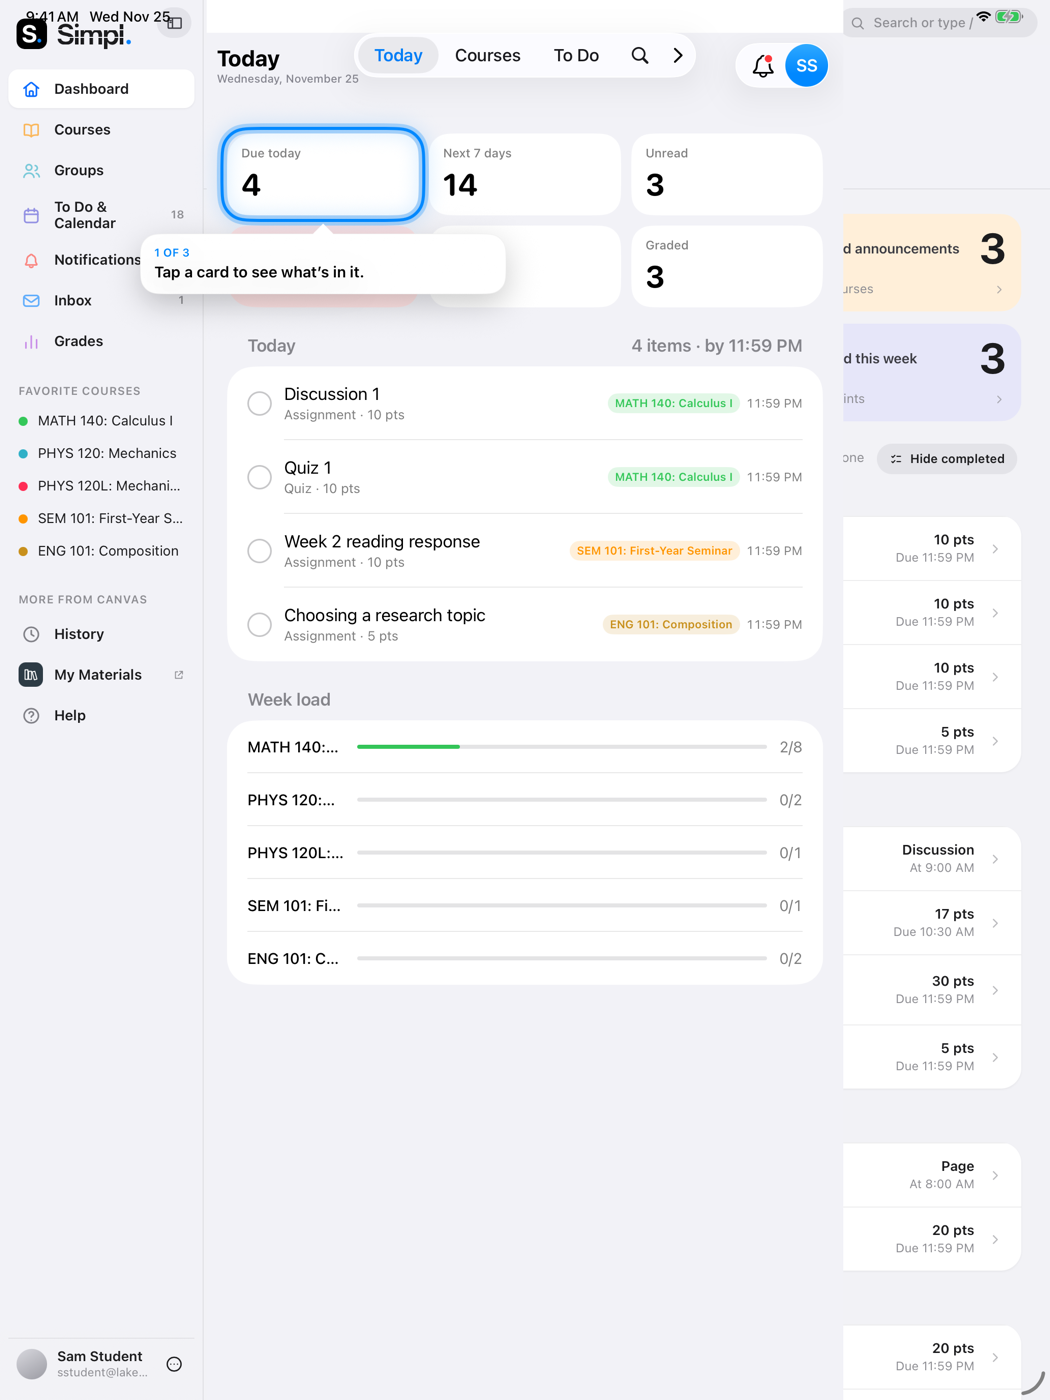 9:41 AM Wed Nov 25
S.
Simpl.
Dashboard
Courses
Groups
To Do &
Calendar
18
Notifications
Inbox
1
Grades
FAVORITE COURSES
MATH 140: Calculus I
PHYS 120: Mechanics
PHYS 120L: Mechani...
SEM 101: First-Year S...
ENG 101: Composition
MORE FROM CANVAS
History
My Materials
Help
Sam Student
sstudent@lake...
Today
Wednesday, November 25
Today
Courses
To Do
SS
Due today
4
Next 7 days
14
Unread
3
1 OF 3
Tap a card to see what's in it.
Graded
3
Today
4 items · by 11:59 PM
Discussion 1
Assignment · 10 pts
MATH 140: Calculus I
11:59 PM
Quiz 1
Quiz · 10 pts
MATH 140: Calculus I
11:59 PM
Week 2 reading response
Assignment · 10 pts
SEM 101: First-Year Seminar
11:59 PM
Choosing a research topic
Assignment · 5 pts
ENG 101: Composition
11:59 PM
Week load
MATH 140:...
2/8
PHYS 120:...
0/2
PHYS 120L:...
0/1
SEM 101: Fi...
0/1
ENG 101: C...
0/2
Search or type /
d announcements
3
urses
d this week
3
ints
one
Hide completed
10 pts
Due 11:59 PM
10 pts
Due 11:59 PM
10 pts
Due 11:59 PM
5 pts
Due 11:59 PM
Discussion
At 9:00 AM
17 pts
Due 10:30 AM
30 pts
Due 11:59 PM
5 pts
Due 11:59 PM
Page
At 8:00 AM
20 pts
Due 11:59 PM
20 pts
Due 11:59 PM